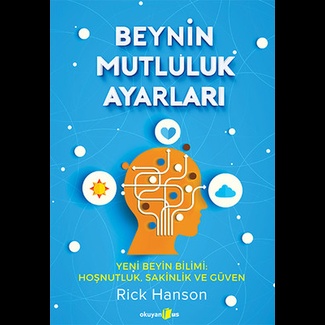 BEYNİN
MUTLULUK
AYARLARI
YENİ BEYİN BİLİMİ:
HOŞNUTLUK, SAKİNLİK VE GÜVEN
Rick Hanson
okuyan us